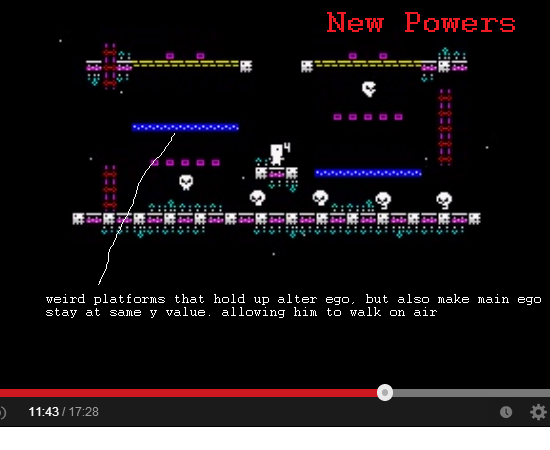 New Powers
4
weird platforms that hold up alter ego, but also make main ego
stay at same y value. allowing him to walk on air
11:43 / 17:28